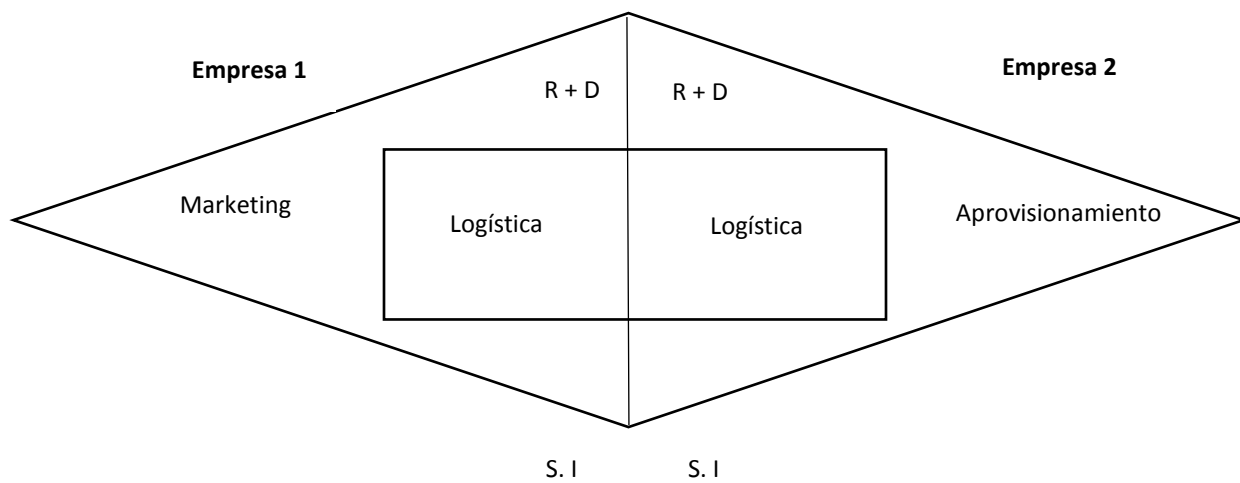 Empresa 1
Empresa 2
R + D
R + D
Marketing
Logística
Logística
Aprovisionamiento
S. I
S. I